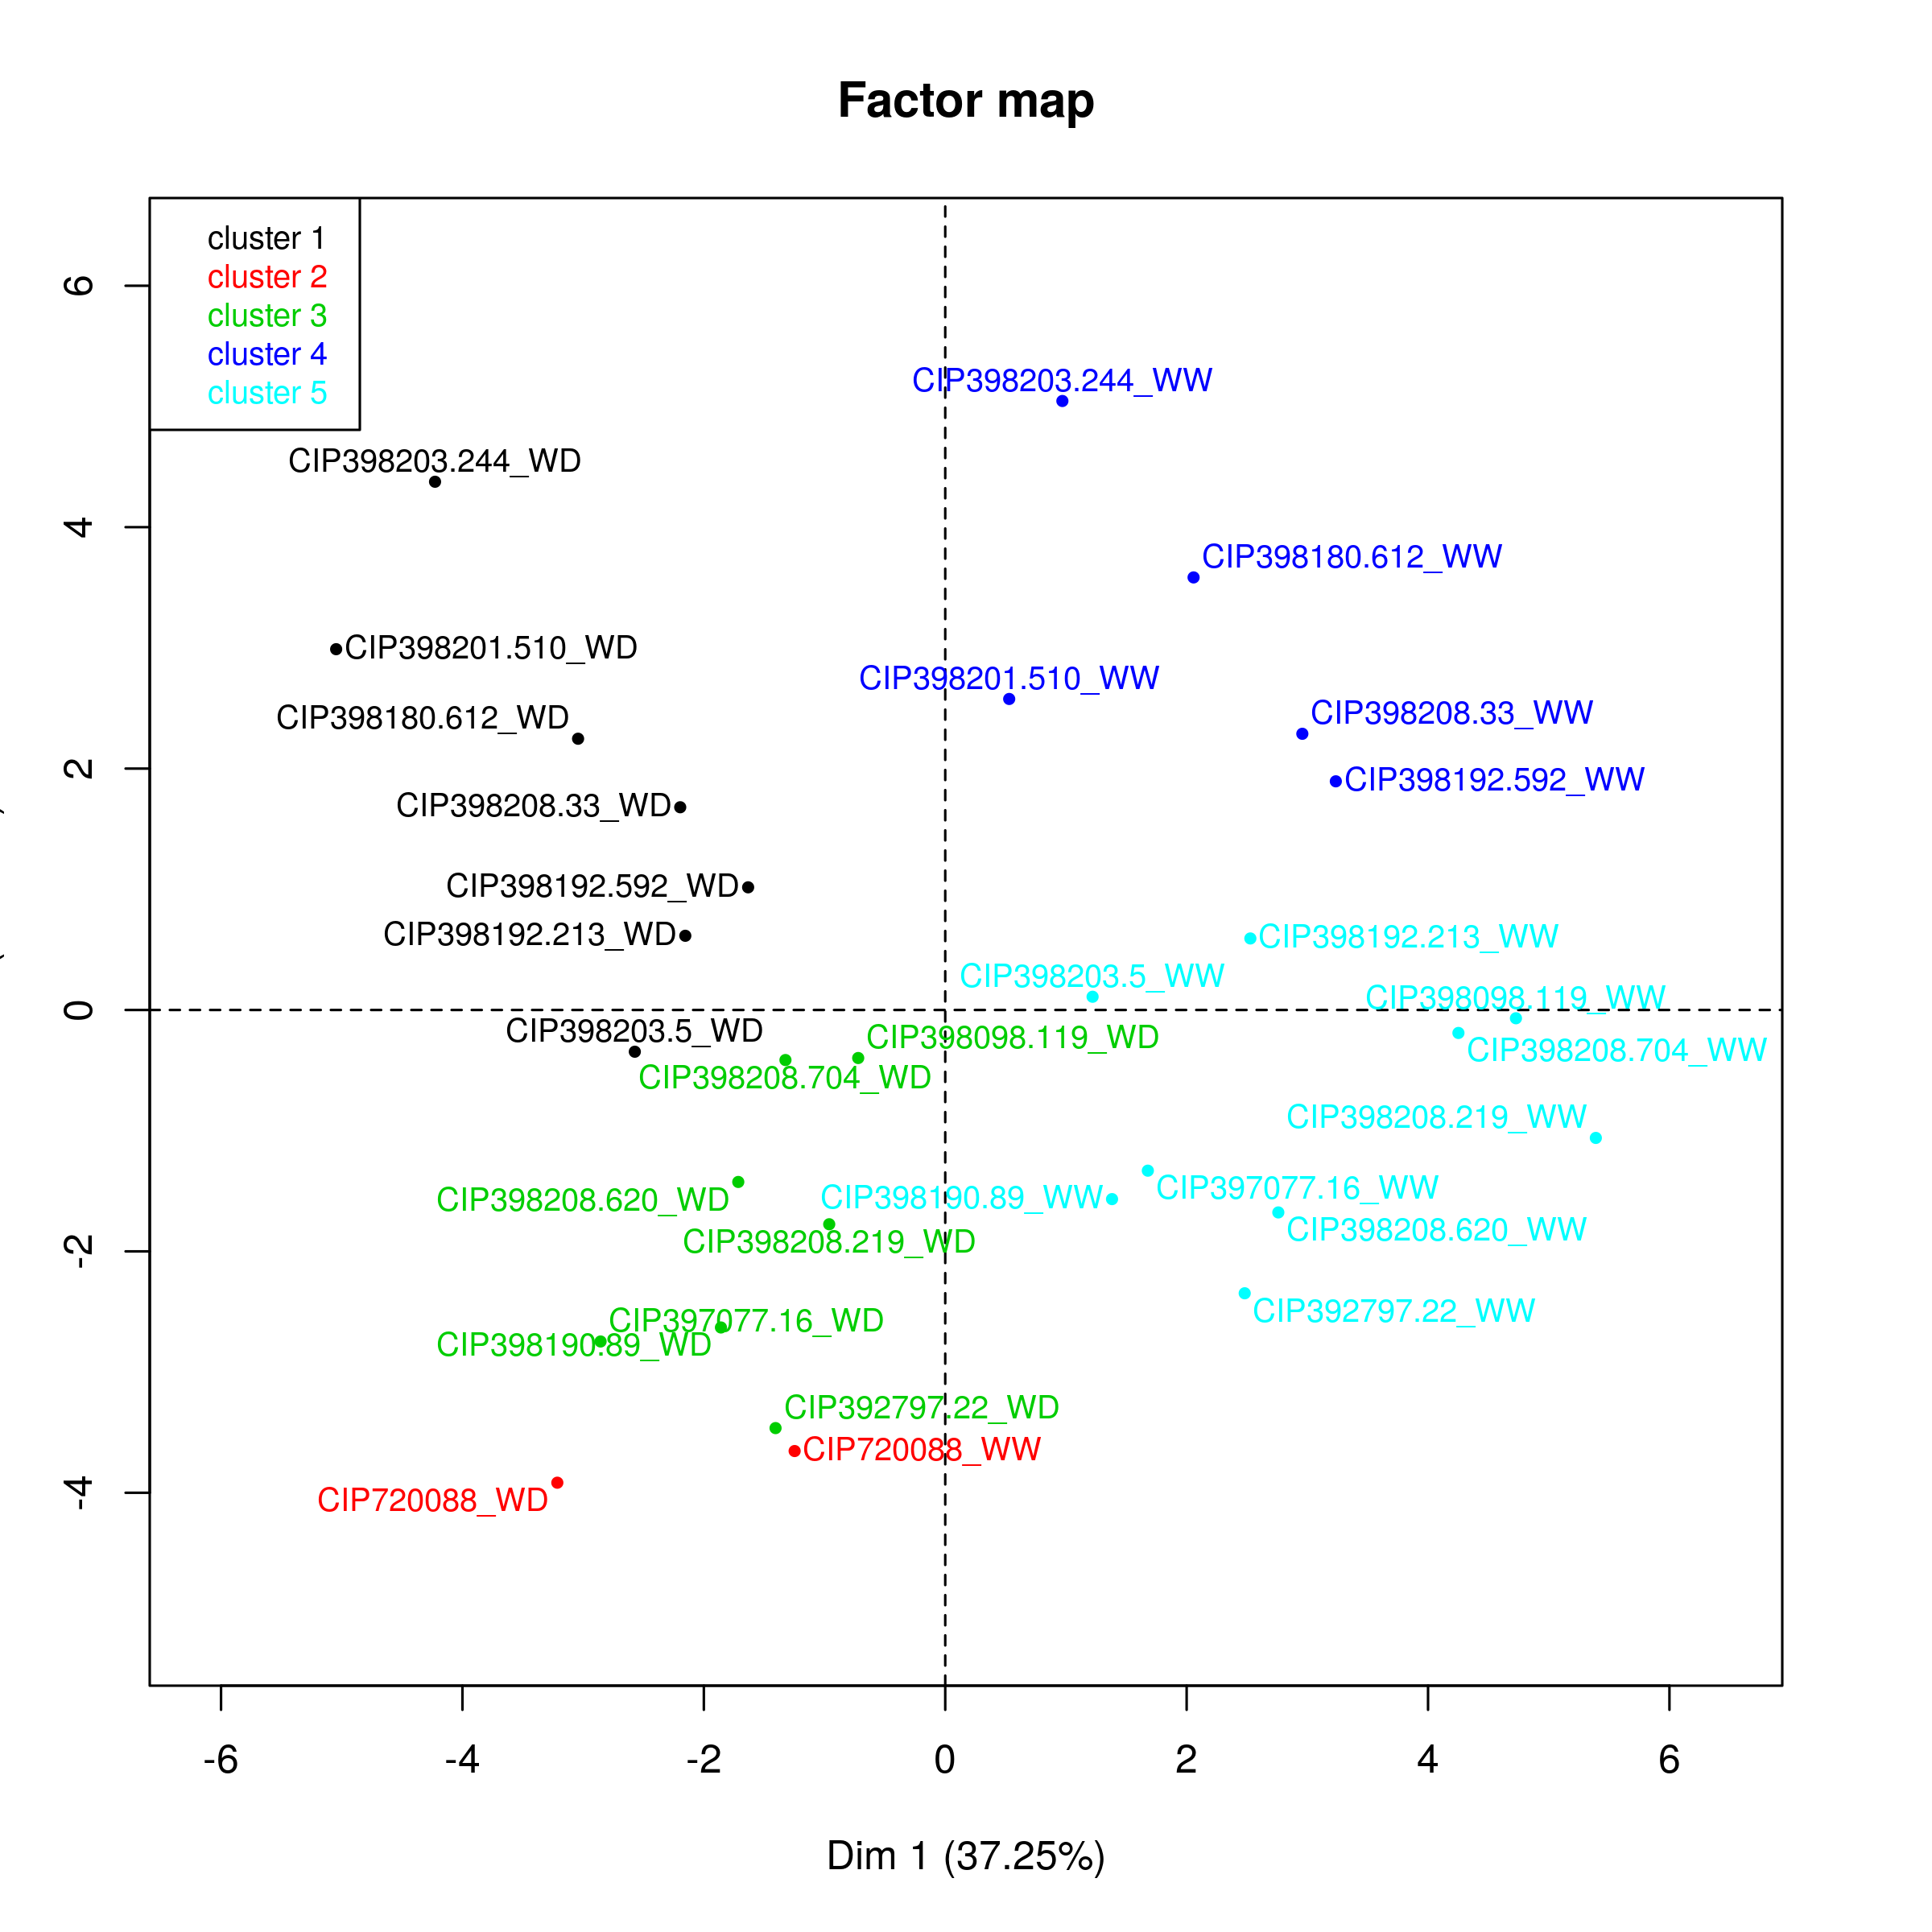 Factor map
cluster 1
cluster 2
cluster 3
cluster 4
cluster 5
6
4
2
0
-2
-4
CIP398203.244_WW
CIP398203.244_WD
CIP398180.612_WW
CIP398201.510_WD
CIP398201.510_WW
CIP398180.612_WD
CIP398208.33_WW
CIP398192.592_WW
CIP398208.33_WD
CIP398192.592_WD
CIP398192.213_WD
CIP398192.213_WW
CIP398203.5_WW
CIP398098.119_WW
CIP398203.5_WD
CIP398098.119_WD
CIP398208.704_WW
CIP398208.704_WD
CIP398208.219_WW
CIP397077.16_WW
CIP398190.89_WW
CIP398208.620_WD
CIP398208.620_WW
CIP398208.219_WD
CIP392797.22_WW
CIP397077.16_WD
CIP398190.89_WD
CIP392797.22_WD
CIP720088_WW
CIP720088_WD
-6 -4 -2 0 2 4 6
Dim 1 (37.25%)